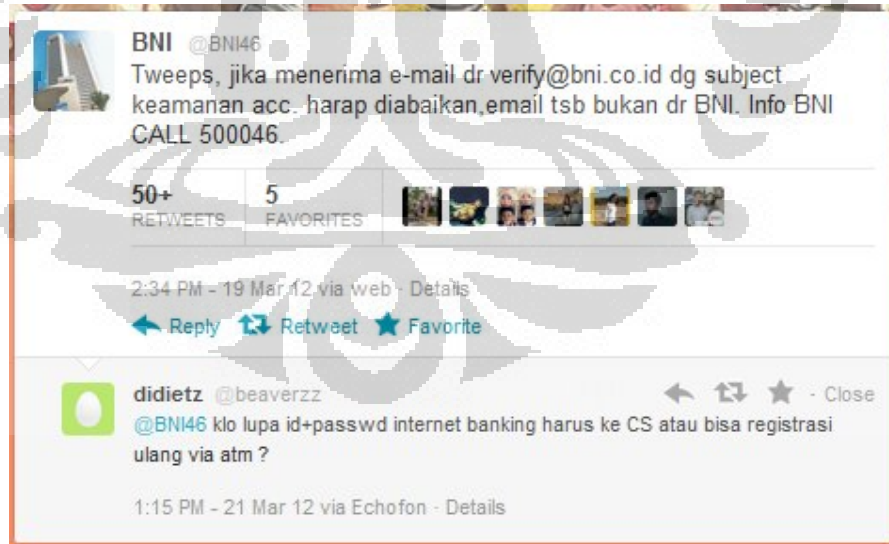 BNI @BNI46
Tweeps, jika menerima e-mail dr verify@bni.co.id dg subject
keamanan acc. harap diabaikan,email tsb bukan dr BNI. Info BNI
CALL 500046.
50+ 5
RETWEETS FAVORITES
2:34 PM - 19 Mar 12 via web · Details
Reply Retweet Favorite
didietz @beaverzz · Close
@BNI46 klo lupa id+passwd internet banking harus ke CS atau bisa registrasi
ulang via atm ?
1:15 PM - 21 Mar 12 via Echofon · Details